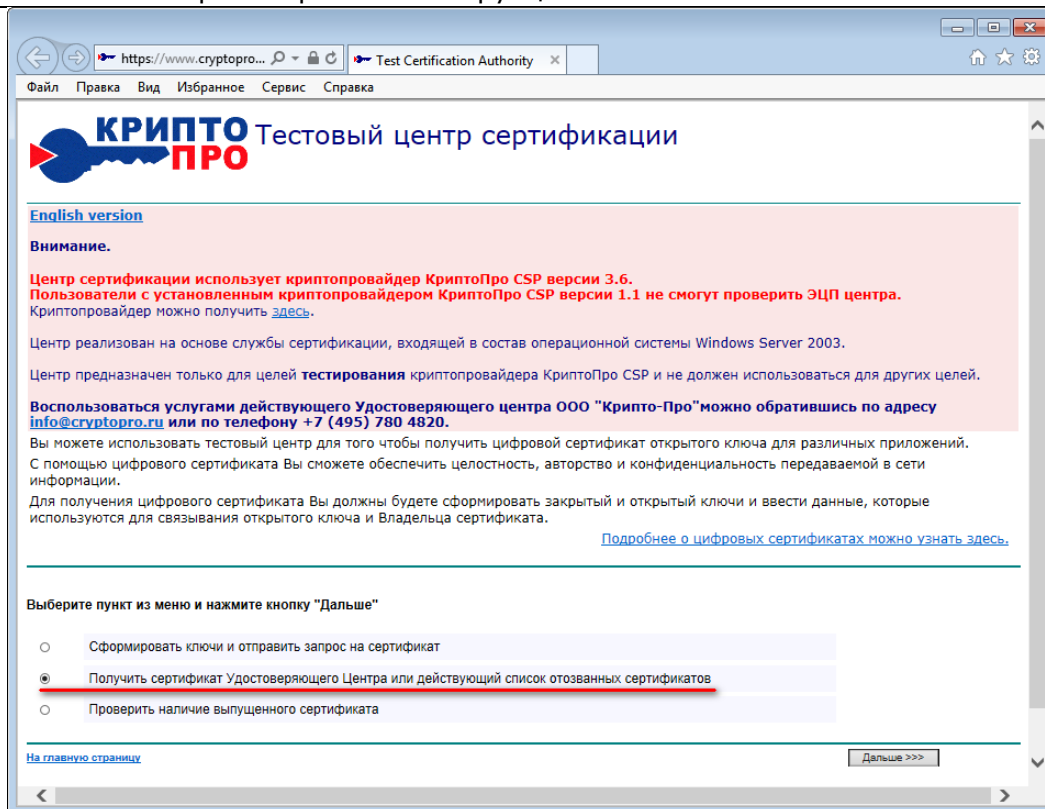 https://www.cryptopro...
Test Certification Authority
Файл Правка Вид Избранное Сервис Справка
КРИПТО
ПРО
Тестовый центр сертификации
English version
Внимание.
Центр сертификации использует криптопровайдер КриптоПро CSP версии 3.6.
Пользователи с установленным криптопровайдером КриптоПро CSP версии 1.1 не смогут проверить ЭЦП центра.
Криптопровайдер можно получить здесь.
Центр реализован на основе службы сертификации, входящей в состав операционной системы Windows Server 2003.
Центр предназначен только для целей тестирования криптопровайдера КриптоПро CSP и не должен использоваться для других целей.
Воспользоваться услугами действующего Удостоверяющего центра ООО "Крипто-Про"можно обратившись по адресу
info@cryptopro.ru или по телефону +7 (495) 780 4820.
Вы можете использовать тестовый центр для того чтобы получить цифровой сертификат открытого ключа для различных приложений.
С помощью цифрового сертификата Вы сможете обеспечить целостность, авторство и конфиденциальность передаваемой в сети
информации.
Для получения цифрового сертификата Вы должны будете сформировать закрытый и открытый ключи и ввести данные, которые
используются для связывания открытого ключа и Владельца сертификата.
Подробнее о цифровых сертификатах можно узнать здесь.
Выберите пункт из меню и нажмите кнопку "Дальше"
Сформировать ключи и отправить запрос на сертификат
Получить сертификат Удостоверяющего Центра или действующий список отозванных сертификатов
Проверить наличие выпущенного сертификата
На главную страницу
Дальше >>>